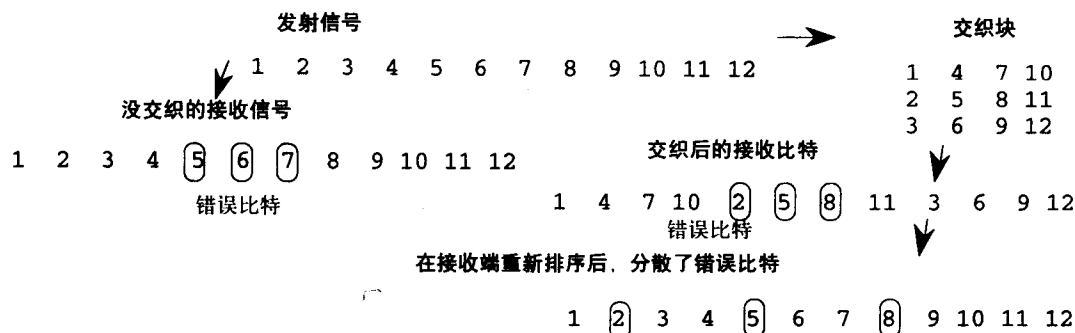 发射信号
交织块
1 2 3 4 5 6 7 8 9 10 11 12
1 4 7 10
2 5 8 11
3 6 9 12
没交织的接收信号
1 2 3 4 5 6 7 8 9 10 11 12
错误比特
交织后的接收比特
1 4 7 10 2 5 8 11 3 6 9 12
错误比特
在接收端重新排序后，分散了错误比特
1 2 3 4 5 6 7 8 9 10 11 12